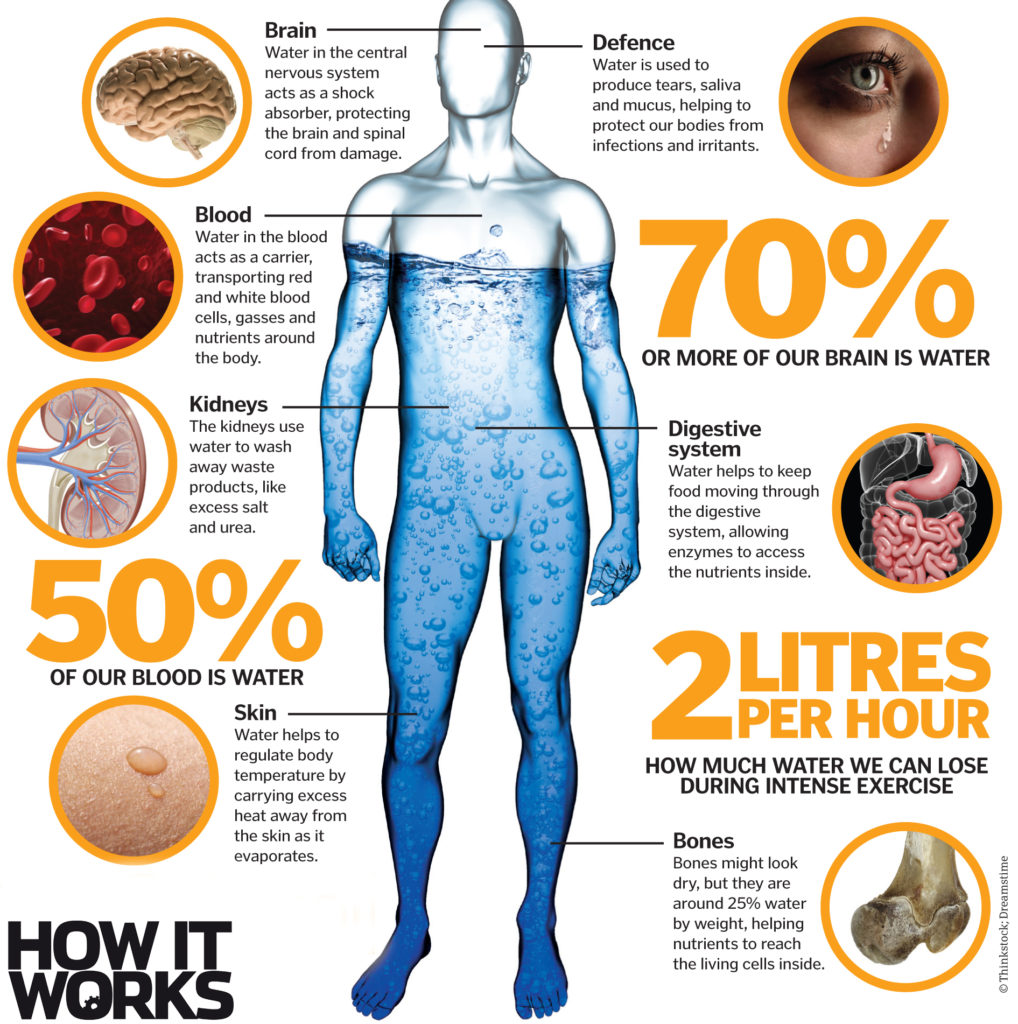 Brain
Water in the central
nervous system
acts as a shock
absorber, protecting
the brain and spinal
cord from damage.
Defence
Water is used to
produce tears, saliva
and mucus, helping to
protect our bodies from
infections and irritants.
Blood
Water in the blood
acts as a carrier,
transporting red
and white blood
cells, gasses and
nutrients around
the body.
70%
OR MORE OF OUR BRAIN IS WATER
Kidneys
The kidneys use
water to wash
away waste
products, like
excess salt
and urea.
Digestive
system
Water helps to keep
food moving through
the digestive
system, allowing
enzymes to access
the nutrients inside.
50%
OF OUR BLOOD IS WATER
2 LITRES
PER HOUR
HOW MUCH WATER WE CAN LOSE
DURING INTENSE EXERCISE
Skin
Water helps to
regulate body
temperature by
carrying excess
heat away from
the skin as it
evaporates.
Bones
Bones might look
dry, but they are
around 25% water
by weight, helping
nutrients to reach
the living cells inside.
HOW IT
WORKS
© Thinkstock; Dreamstime